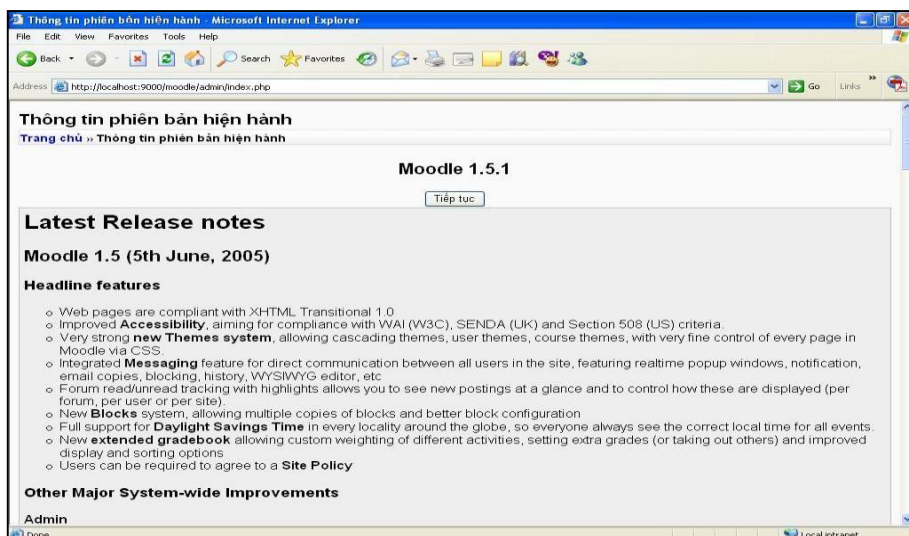 Thông tin phiên bản hiện hành - Microsoft Internet Explorer
File Edit View Favorites Tools Help
Back Search Favorites
Address http://localhost:9000/moodle/admin/index.php Go Links »
Thông tin phiên bản hiện hành
Trang chủ » Thông tin phiên bản hiện hành
Moodle 1.5.1
Tiếp tục
Latest Release notes
Moodle 1.5 (5th June, 2005)
Headline features
Web pages are compliant with XHTML Transitional 1.0
Improved Accessibility, aiming for compliance with WAI (W3C), SENDA (UK) and Section 508 (US) criteria.
Very strong new Themes system, allowing cascading themes, user themes, course themes, with very fine control of every page in
Moodle via CSS.
Integrated Messaging feature for direct communication between all users in the site, featuring realtime popup windows, notification,
email copies, blocking, history, WYSIWYG editor, etc
Forum read/unread tracking with highlights allows you to see new postings at a glance and to control how these are displayed (per
forum, per user or per site).
New Blocks system, allowing multiple copies of blocks and better block configuration
Full support for Daylight Savings Time in every locality around the globe, so everyone always see the correct local time for all events.
New extended gradebook allowing custom weighting of different activities, setting extra grades (or taking out others) and improved
display and sorting options
Users can be required to agree to a Site Policy
Other Major System-wide Improvements
Admin
Done Local intranet